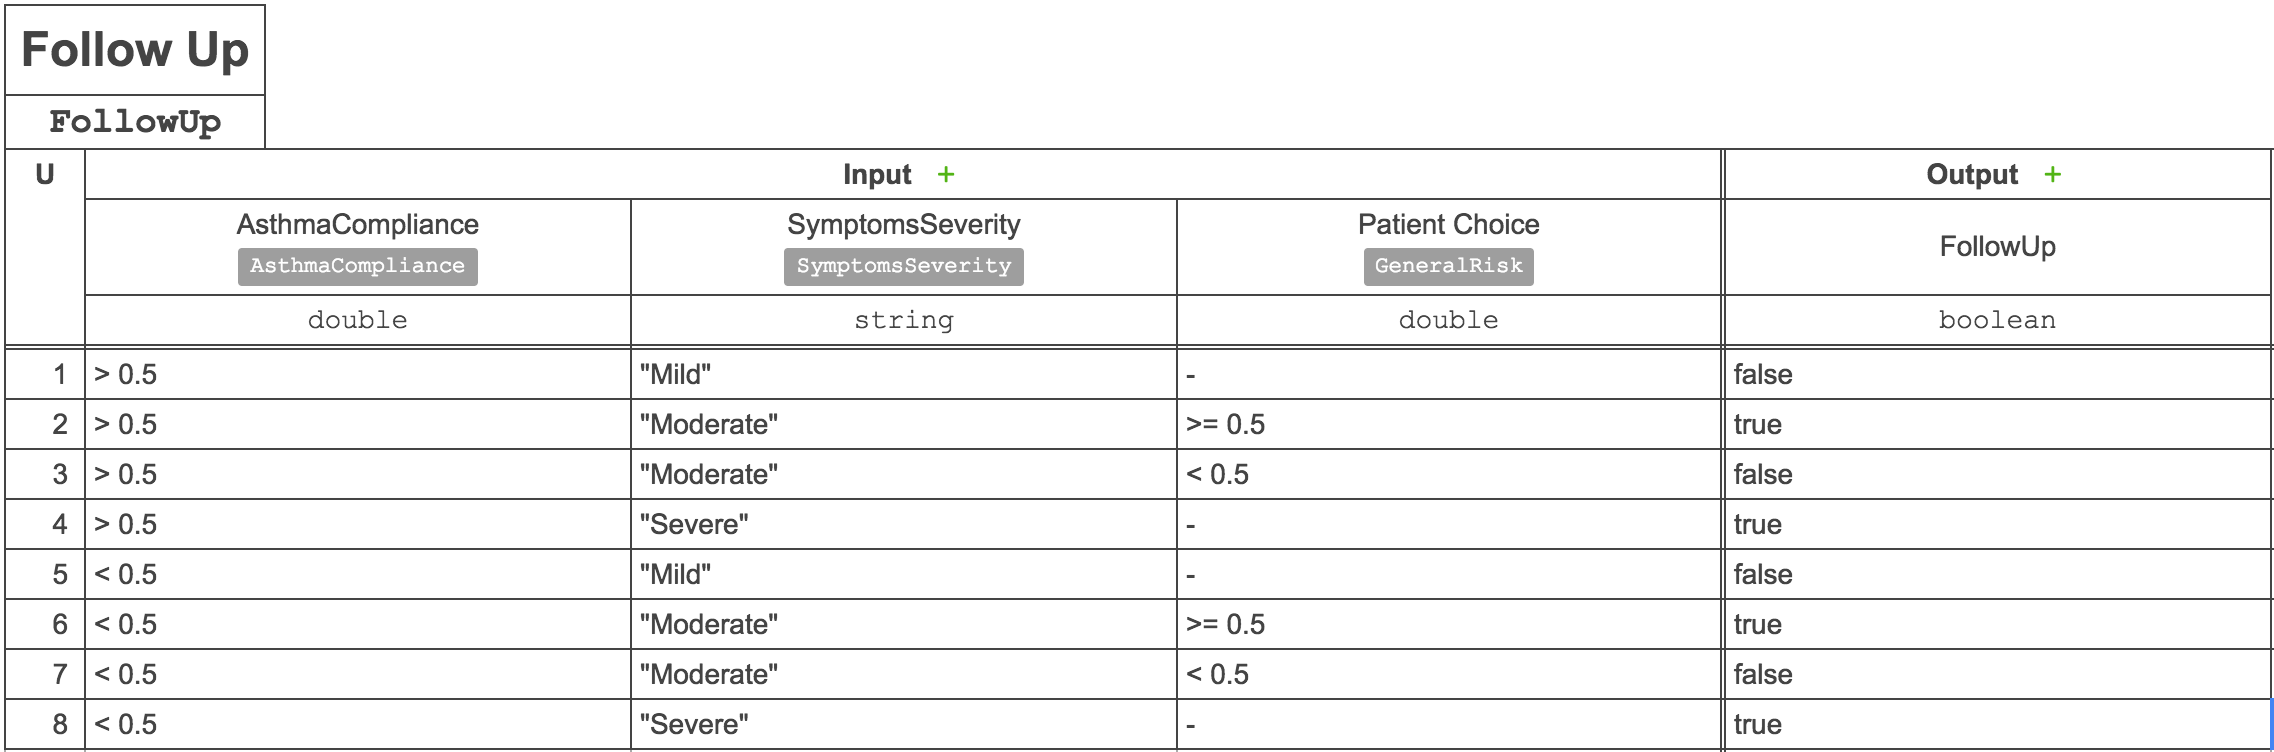 Follow Up
FollowUp
U Input + Output +
AsthmaCompliance SymptomsSeverity Patient Choice FollowUp
AsthmaCompliance SymptomsSeverity GeneralRisk
double string double boolean
1 > 0.5 "Mild" - false
2 > 0.5 "Moderate" >= 0.5 true
3 > 0.5 "Moderate" < 0.5 false
4 > 0.5 "Severe" - true
5 < 0.5 "Mild" - false
6 < 0.5 "Moderate" >= 0.5 true
7 < 0.5 "Moderate" < 0.5 false
8 < 0.5 "Severe" - true